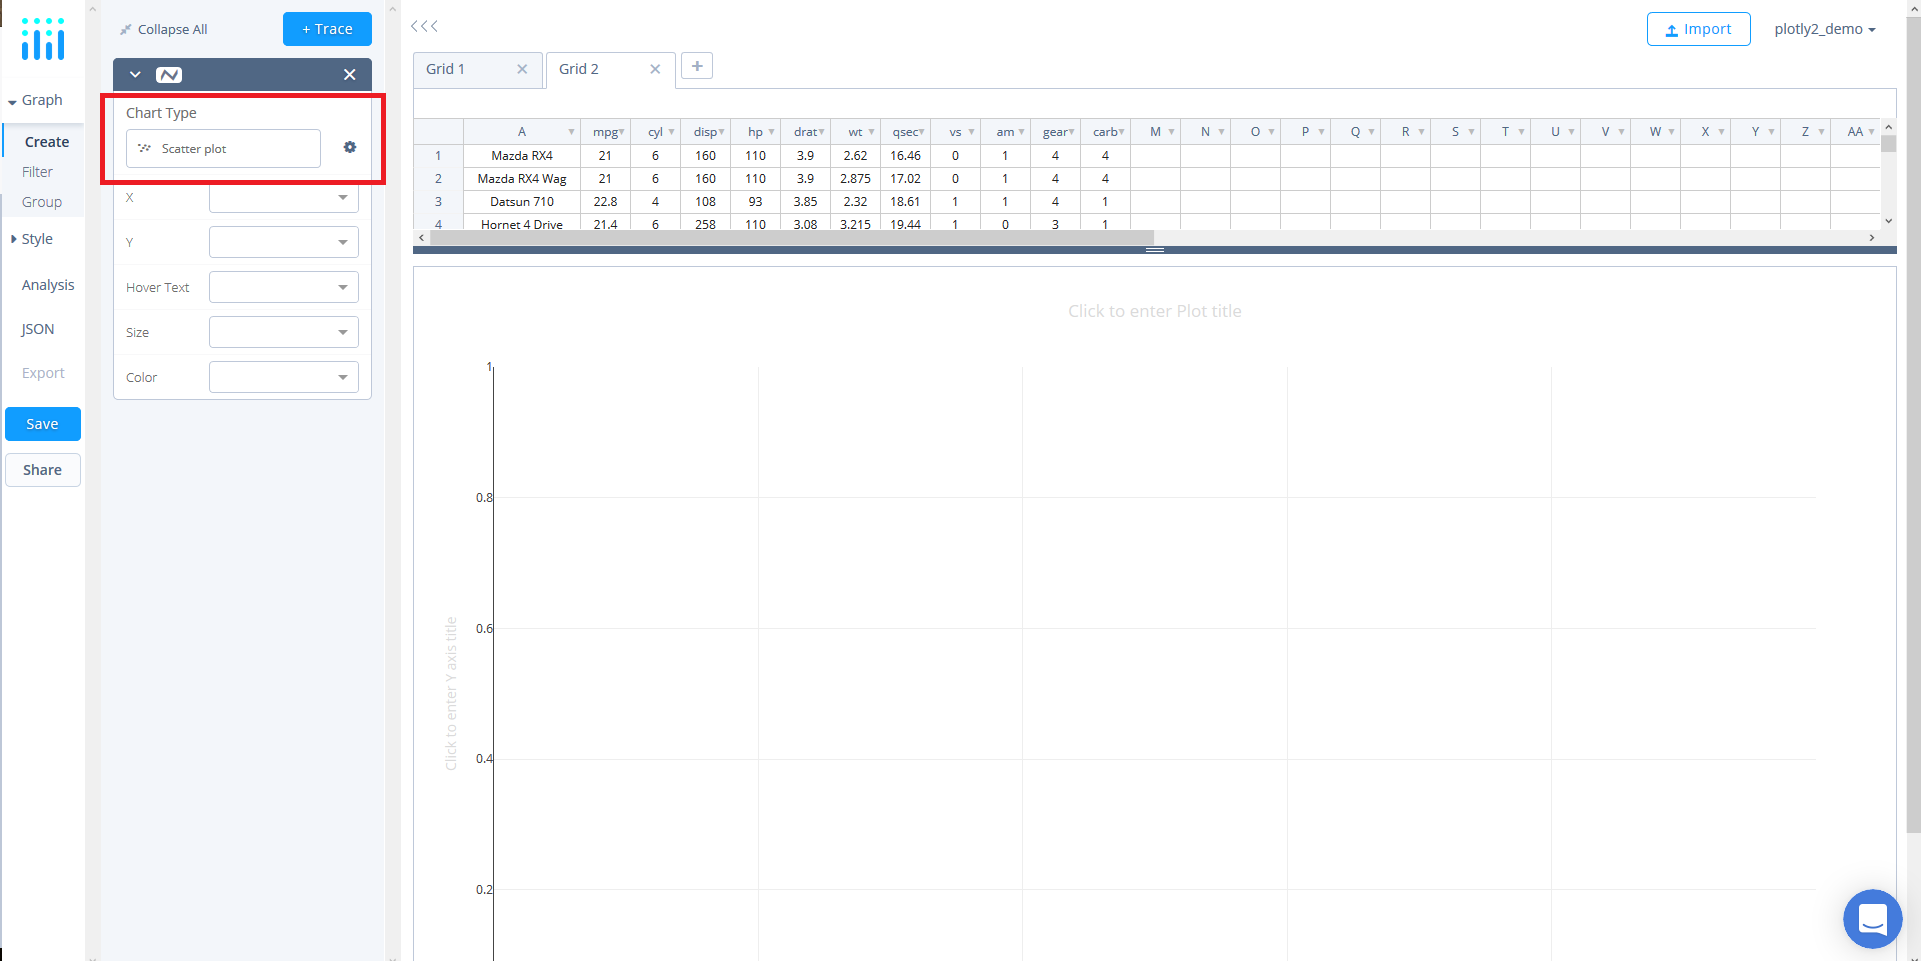 Collapse All
+ Trace
Import
plotly2_demo
Graph
Create
Filter
Group
Style
Analysis
JSON
Export
Save
Share
Chart Type
Scatter plot
X
Y
Hover Text
Size
Color
Grid 1
Grid 2
+
A mpg cyl disp hp drat wt qsec vs am gear carb M N O P Q R S T U V W X Y Z AA
1 Mazda RX4 21 6 160 110 3.9 2.62 16.46 0 1 4 4
2 Mazda RX4 Wag 21 6 160 110 3.9 2.875 17.02 0 1 4 4
3 Datsun 710 22.8 4 108 93 3.85 2.32 18.61 1 1 4 1
4 Hornet 4 Drive 21.4 6 258 110 3.08 3.215 19.44 1 0 3 1
Click to enter Plot title
1
0.8
0.6
0.4
0.2
Click to enter Y axis title